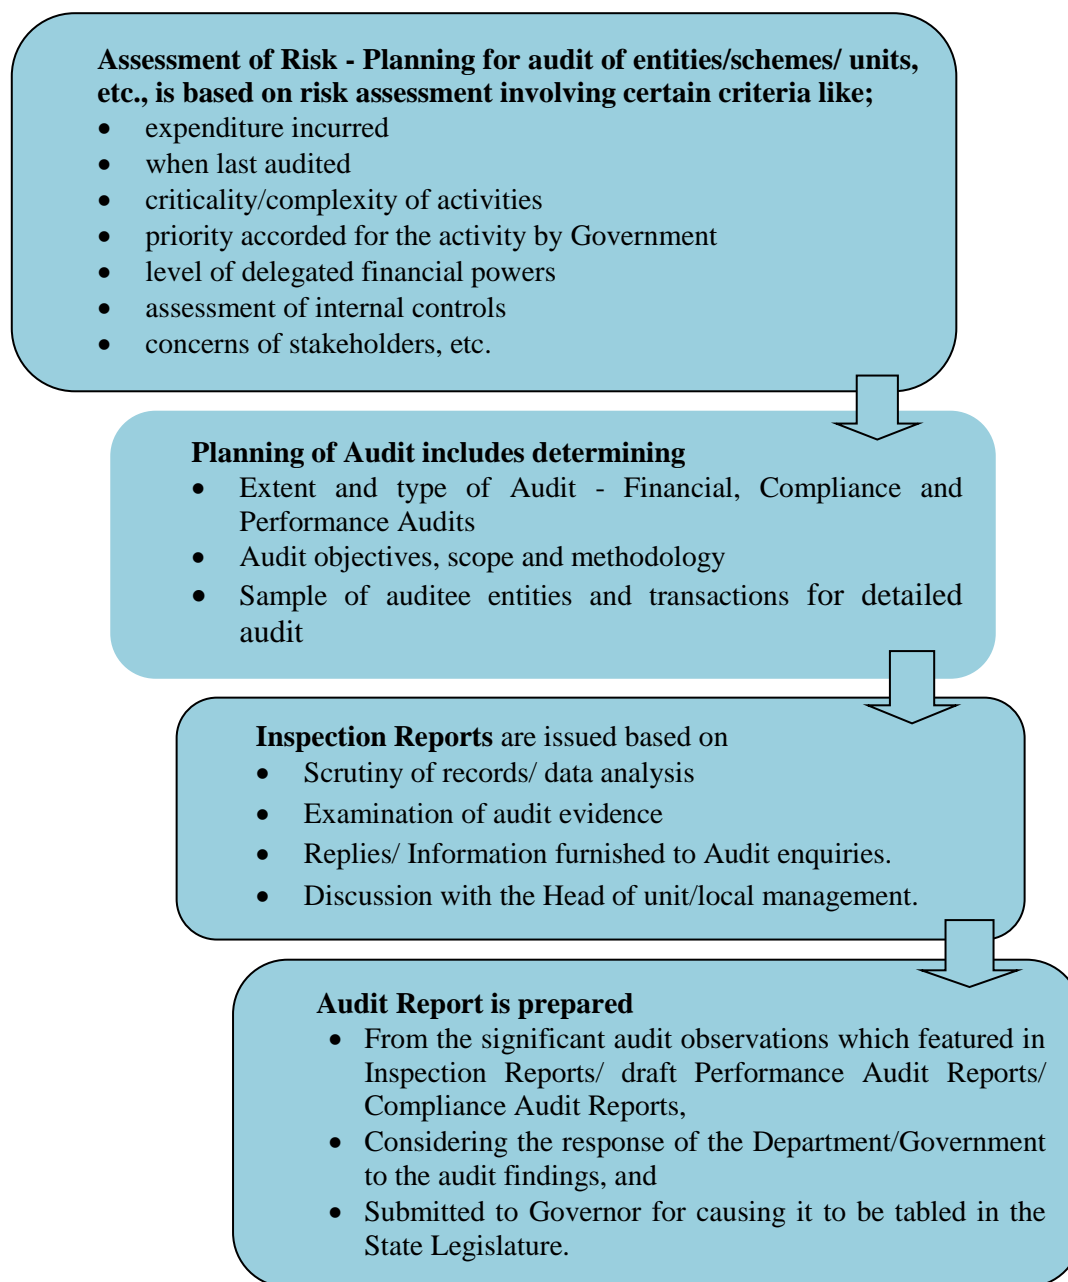 Assessment of Risk - Planning for audit of entities/schemes/ units,
etc., is based on risk assessment involving certain criteria like;
• expenditure incurred
• when last audited
• criticality/complexity of activities
• priority accorded for the activity by Government
• level of delegated financial powers
• assessment of internal controls
• concerns of stakeholders, etc.
Planning of Audit includes determining
• Extent and type of Audit - Financial, Compliance and
Performance Audits
• Audit objectives, scope and methodology
• Sample of auditee entities and transactions for detailed
audit
Inspection Reports are issued based on
• Scrutiny of records/ data analysis
• Examination of audit evidence
• Replies/ Information furnished to Audit enquiries.
• Discussion with the Head of unit/local management.
Audit Report is prepared
• From the significant audit observations which featured in
Inspection Reports/ draft Performance Audit Reports/
Compliance Audit Reports,
• Considering the response of the Department/Government
to the audit findings, and
• Submitted to Governor for causing it to be tabled in the
State Legislature.